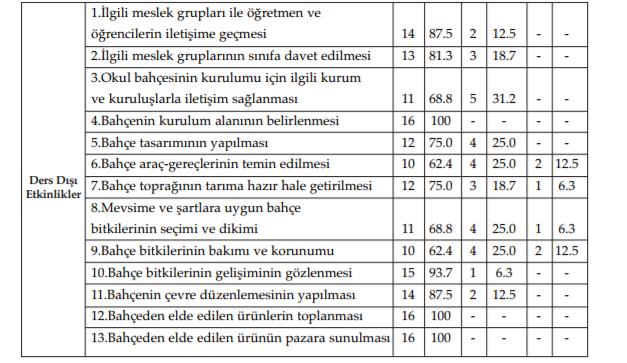 1.İlgili meslek grupları ile öğretmen ve
öğrencilerin iletişime geçmesi 14 87.5 2 12.5 - -
2.İlgili meslek gruplarının sınıfa davet edilmesi 13 81.3 3 18.7 - -
3.Okul bahçesinin kurulumu için ilgili kurum
ve kuruluşlarla iletişim sağlanması 11 68.8 5 31.2 - -
4.Bahçenin kurulum alanının belirlenmesi 16 100 - - - -
5.Bahçe tasarımının yapılması 12 75.0 4 25.0 - -
6.Bahçe araç-gereçlerinin temin edilmesi 10 62.4 4 25.0 2 12.5
Ders Dışı
Etkinlikler
7.Bahçe toprağının tarıma hazır hale getirilmesi 12 75.0 3 18.7 1 6.3
8.Mevsime ve şartlara uygun bahçe
bitkilerinin seçimi ve dikimi 11 68.8 4 25.0 1 6.3
9.Bahçe bitkilerinin bakımı ve korunumu 10 62.4 4 25.0 2 12.5
10.Bahçe bitkilerinin gelişiminin gözlenmesi 15 93.7 1 6.3 - -
11.Bahçenin çevre düzenlemesinin yapılması 14 87.5 2 12.5 - -
12.Bahçeden elde edilen ürünlerin toplanması 16 100 - - - -
13.Bahçeden elde edilen ürünün pazara sunulması 16 100 - - - -